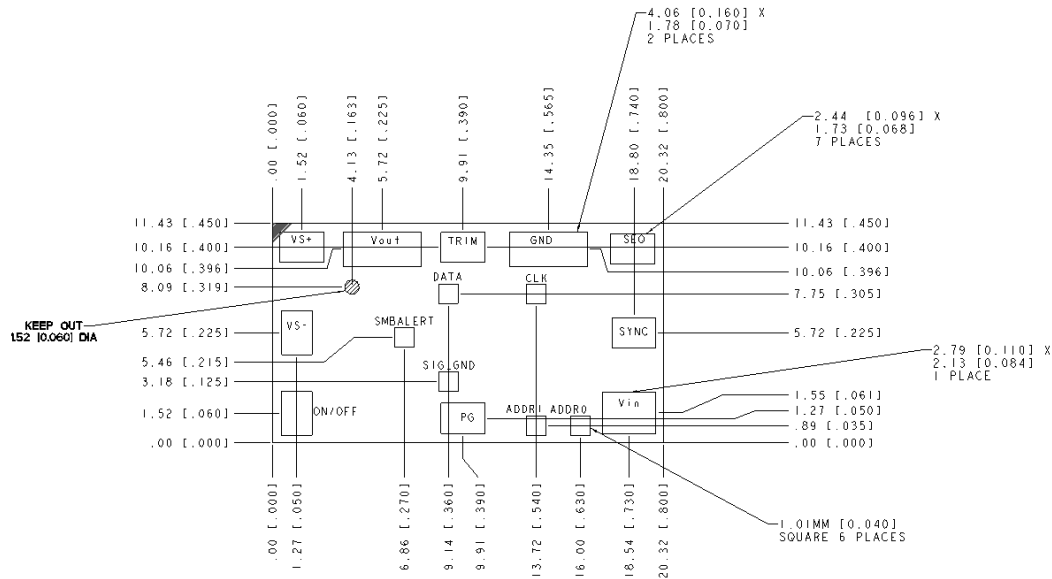 4.06 [0.160] X
1.78 [0.070]
2 PLACES
2.44 [0.096] X
1.73 [0.068]
7 PLACES
.00 [.000]
1.52 [.060]
4.13 [.163]
5.72 [.225]
9.91 [.390]
14.35 [.565]
18.80 [.740]
20.32 [.800]
11.43 [.450]
11.43 [.450]
VS+
Vout
TRIM
GND
SEQ
10.16 [.400]
10.16 [.400]
10.06 [.396]
10.06 [.396]
DATA
CLK
8.09 [.319]
7.75 [.305]
KEEP OUT
1.52 [0.060] DIA
VS-
SMBALERT
SYNC
5.72 [.225]
5.72 [.225]
5.46 [.215]
SIG_GND
2.79 [0.110] X
2.13 [0.084]
1 PLACE
3.18 [.125]
1.55 [.061]
1.52 [.060]
ON/OFF
PG
ADDR1
ADDR0
Vin
1.27 [.050]
.89 [.035]
.00 [.000]
.00 [.000]
.00 [.000]
1.27 [.050]
6.86 [.270]
9.14 [.360]
9.91 [.390]
13.72 [.540]
16.00 [.630]
18.54 [.730]
20.32 [.800]
1.01MM [0.040]
SQUARE 6 PLACES